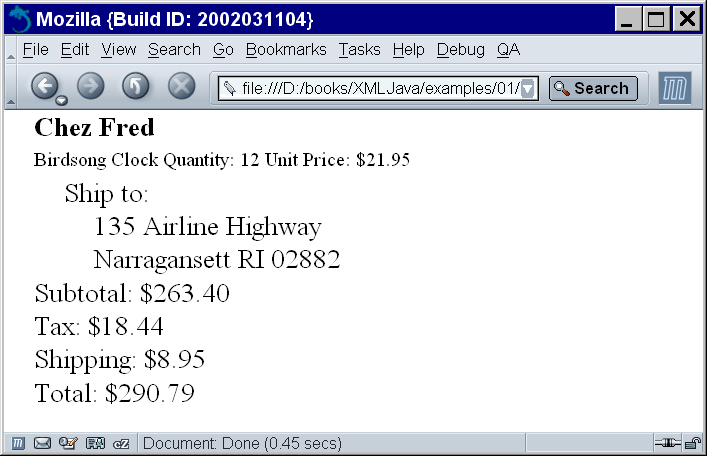 Mozilla {Build ID: 2002031104}
File Edit View Search Go Bookmarks Tasks Help Debug QA
file:///D:/books/XMLJava/examples/01/ Search
Chez Fred
Birdsong Clock Quantity: 12 Unit Price: $21.95
Ship to:
135 Airline Highway
Narragansett RI 02882
Subtotal: $263.40
Tax: $18.44
Shipping: $8.95
Total: $290.79
Document: Done (0.45 secs)